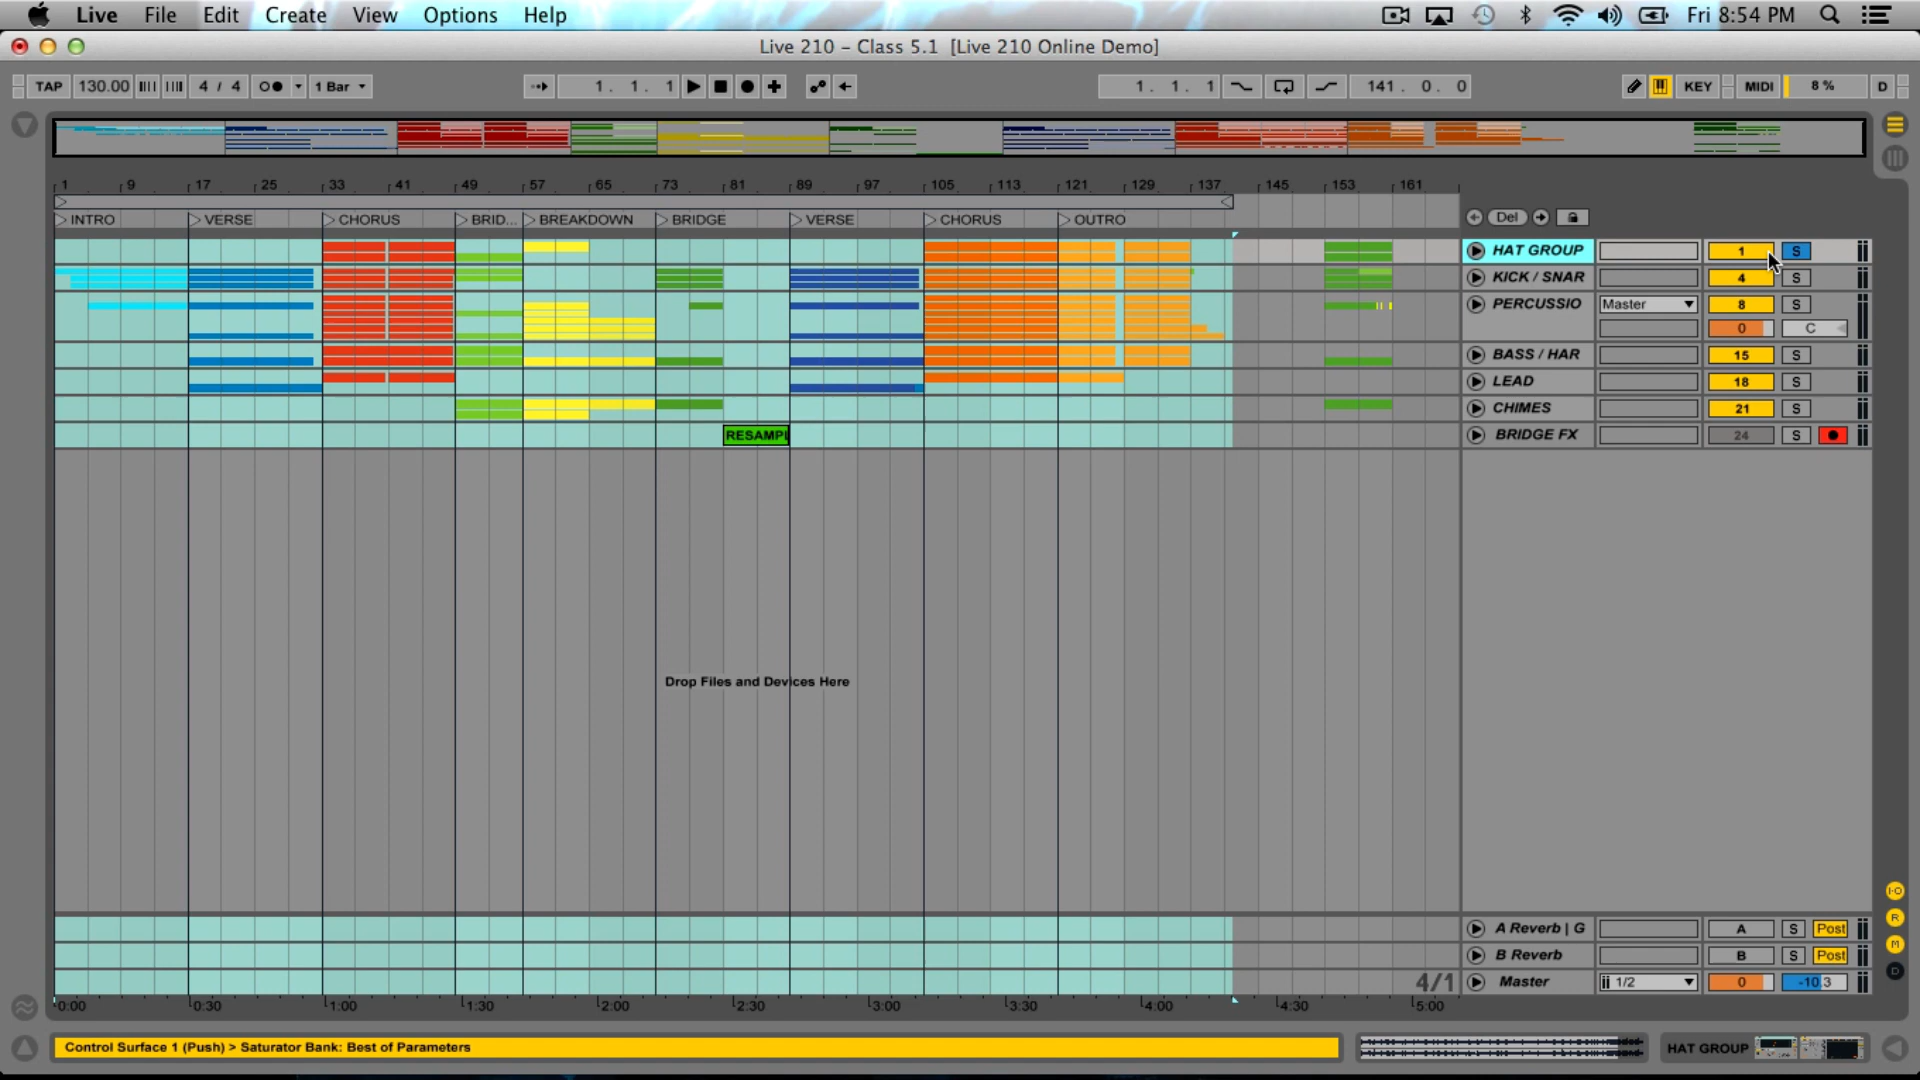 Live File Edit Create View Options Help Fri 8:54 PM
Live 210 – Class 5.1 [Live 210 Online Demo]
TAP 130.00 4 / 4 1 Bar 1. 1. 1 1. 1. 1 141. 0. 0 KEY MIDI 8 % D
1 9 17 25 33 41 49 57 65 73 81 89 97 105 113 121 129 137 145 153 161
INTRO VERSE CHORUS BRID... BREAKDOWN BRIDGE VERSE CHORUS OUTRO Del
HAT GROUP 1 S
KICK / SNAR 4 S
PERCUSSIO Master 8 S
0 C
BASS / HAR 15 S
LEAD 18 S
CHIMES 21 S
RESAMPL BRIDGE FX 24 S
Drop Files and Devices Here
I-O
R
M
D
A Reverb | G A S Post
B Reverb B S Post
4/1 Master 1/2 0 -10.3
0:00 0:30 1:00 1:30 2:00 2:30 3:00 3:30 4:00 4:30 5:00
Control Surface 1 (Push) > Saturator Bank: Best of Parameters HAT GROUP